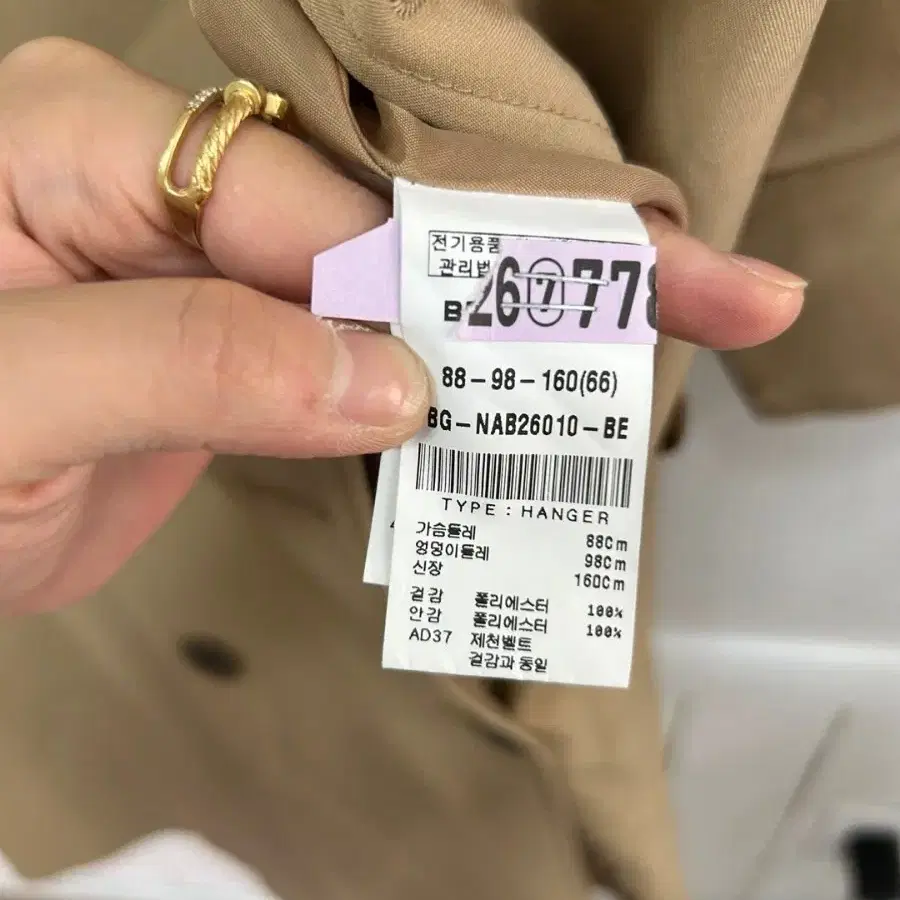 전기용품
관리법
26⑦778
88-98-160(66)
BG-NAB26010-BE
TYPE : HANGER
가슴둘레 88Cm
엉덩이둘레 98Cm
신장 160Cm
겉감 폴리에스터 100%
안감 폴리에스터 100%
AD37 제천벨트
겉감과 동일